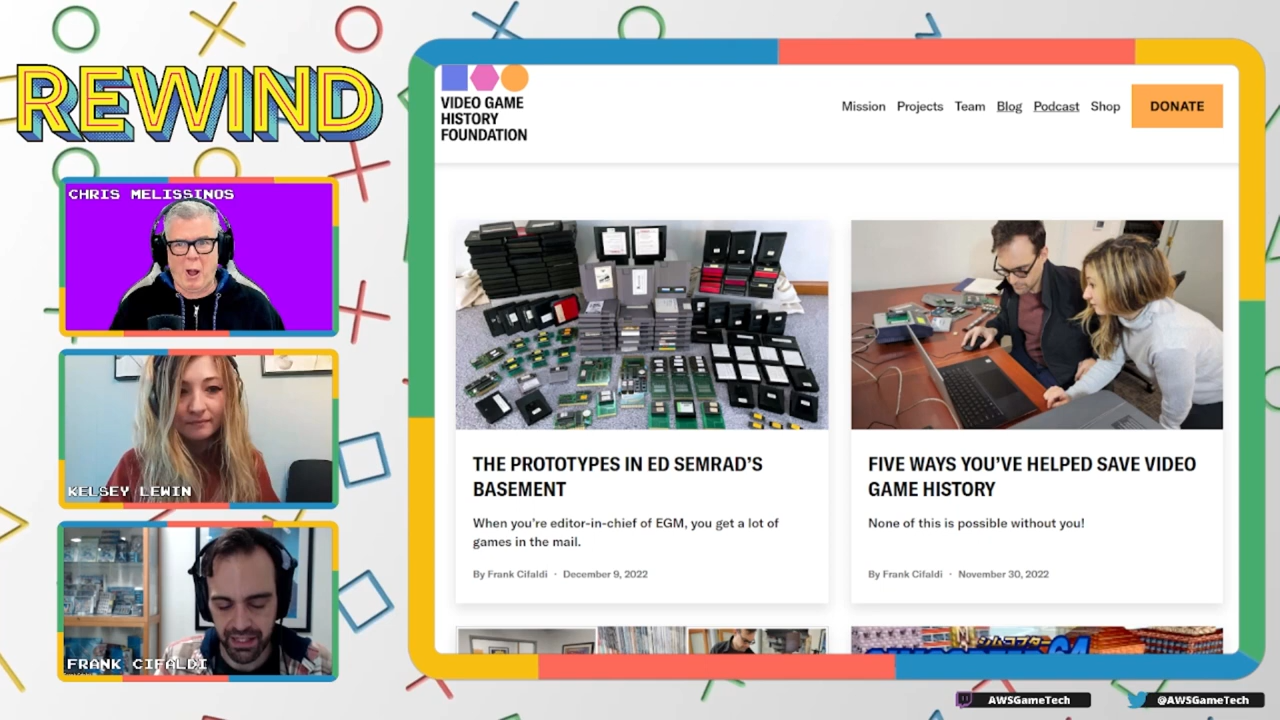 REWIND
CHRIS MELISSINOS
KELSEY LEWIN
FRANK CIFALDI
VIDEO GAME
HISTORY
FOUNDATION
Mission Projects Team Blog Podcast Shop DONATE
THE PROTOTYPES IN ED SEMRAD'S
BASEMENT
When you're editor-in-chief of EGM, you get a lot of
games in the mail.
By Frank Cifaldi · December 9, 2022
FIVE WAYS YOU'VE HELPED SAVE VIDEO
GAME HISTORY
None of this is possible without you!
By Frank Cifaldi · November 30, 2022
AWSGameTech
@AWSGameTech